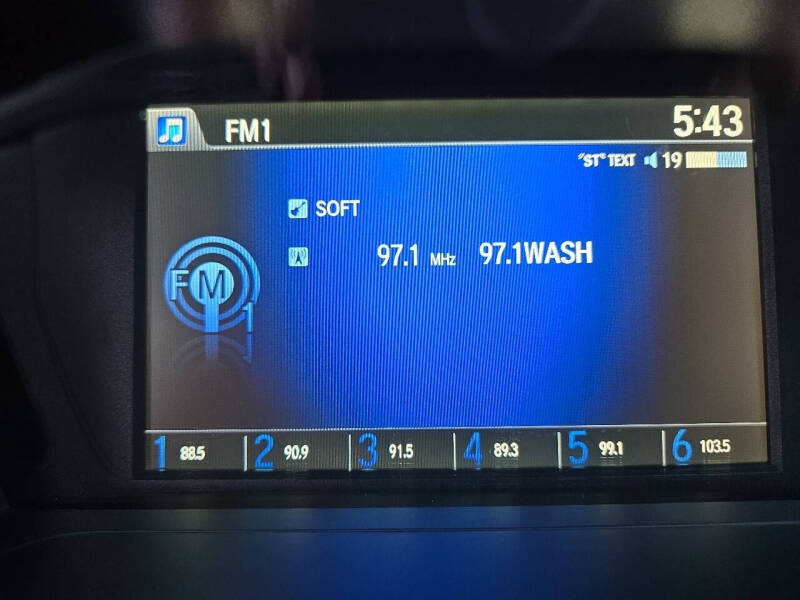 FM1 5:43
"ST" TEXT 19
SOFT
97.1 MHz 97.1WASH
FM
1
1 88.5 2 90.9 3 91.5 4 89.3 5 99.1 6 103.5